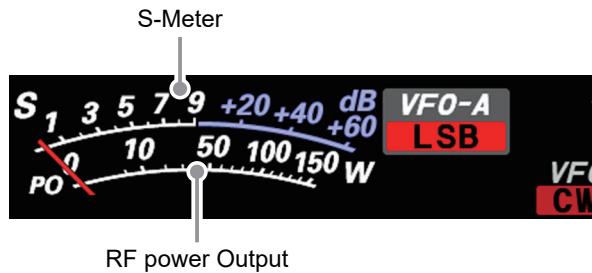 S-Meter
S 1 3 5 7 9 +20 +40 +60 dB
PO 0 10 50 100 150 W
VFO-A
LSB
RF power Output